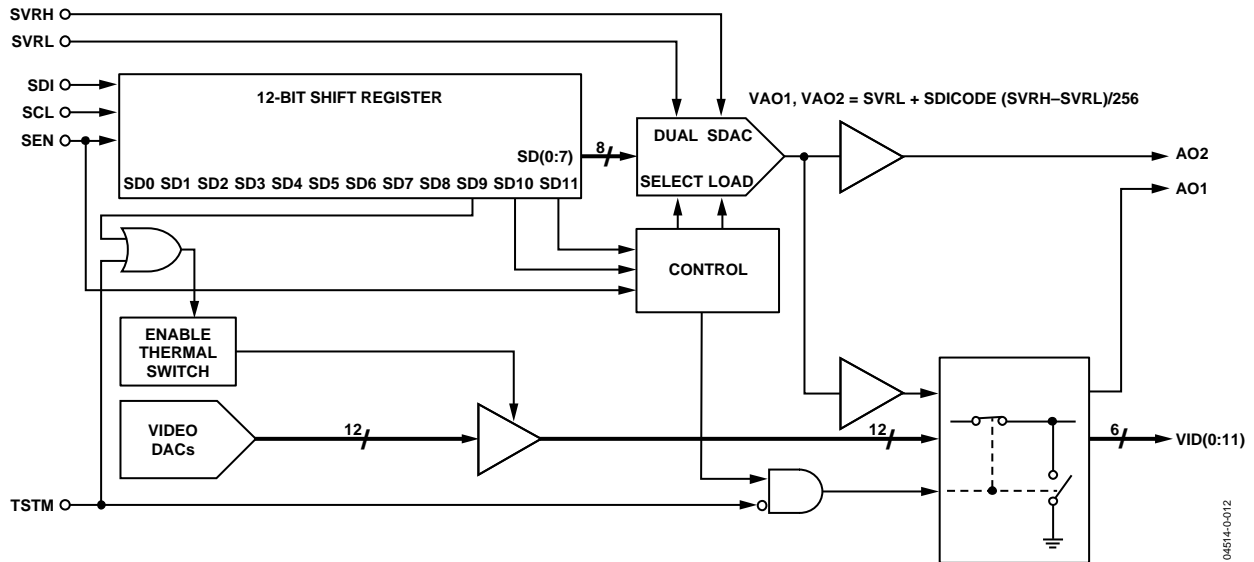 SVRH
SVRL
SDI
SCL
SEN
12-BIT SHIFT REGISTER
SD(0:7)
SD0 SD1 SD2 SD3 SD4 SD5 SD6 SD7 SD8 SD9 SD10 SD11
8
DUAL SDAC
SELECT LOAD
VAO1, VAO2 = SVRL + SDICODE (SVRH–SVRL)/256
AO2
AO1
CONTROL
ENABLE
THERMAL
SWITCH
VIDEO
DACs
12
12
6
VID(0:11)
TSTM
04514-0-012